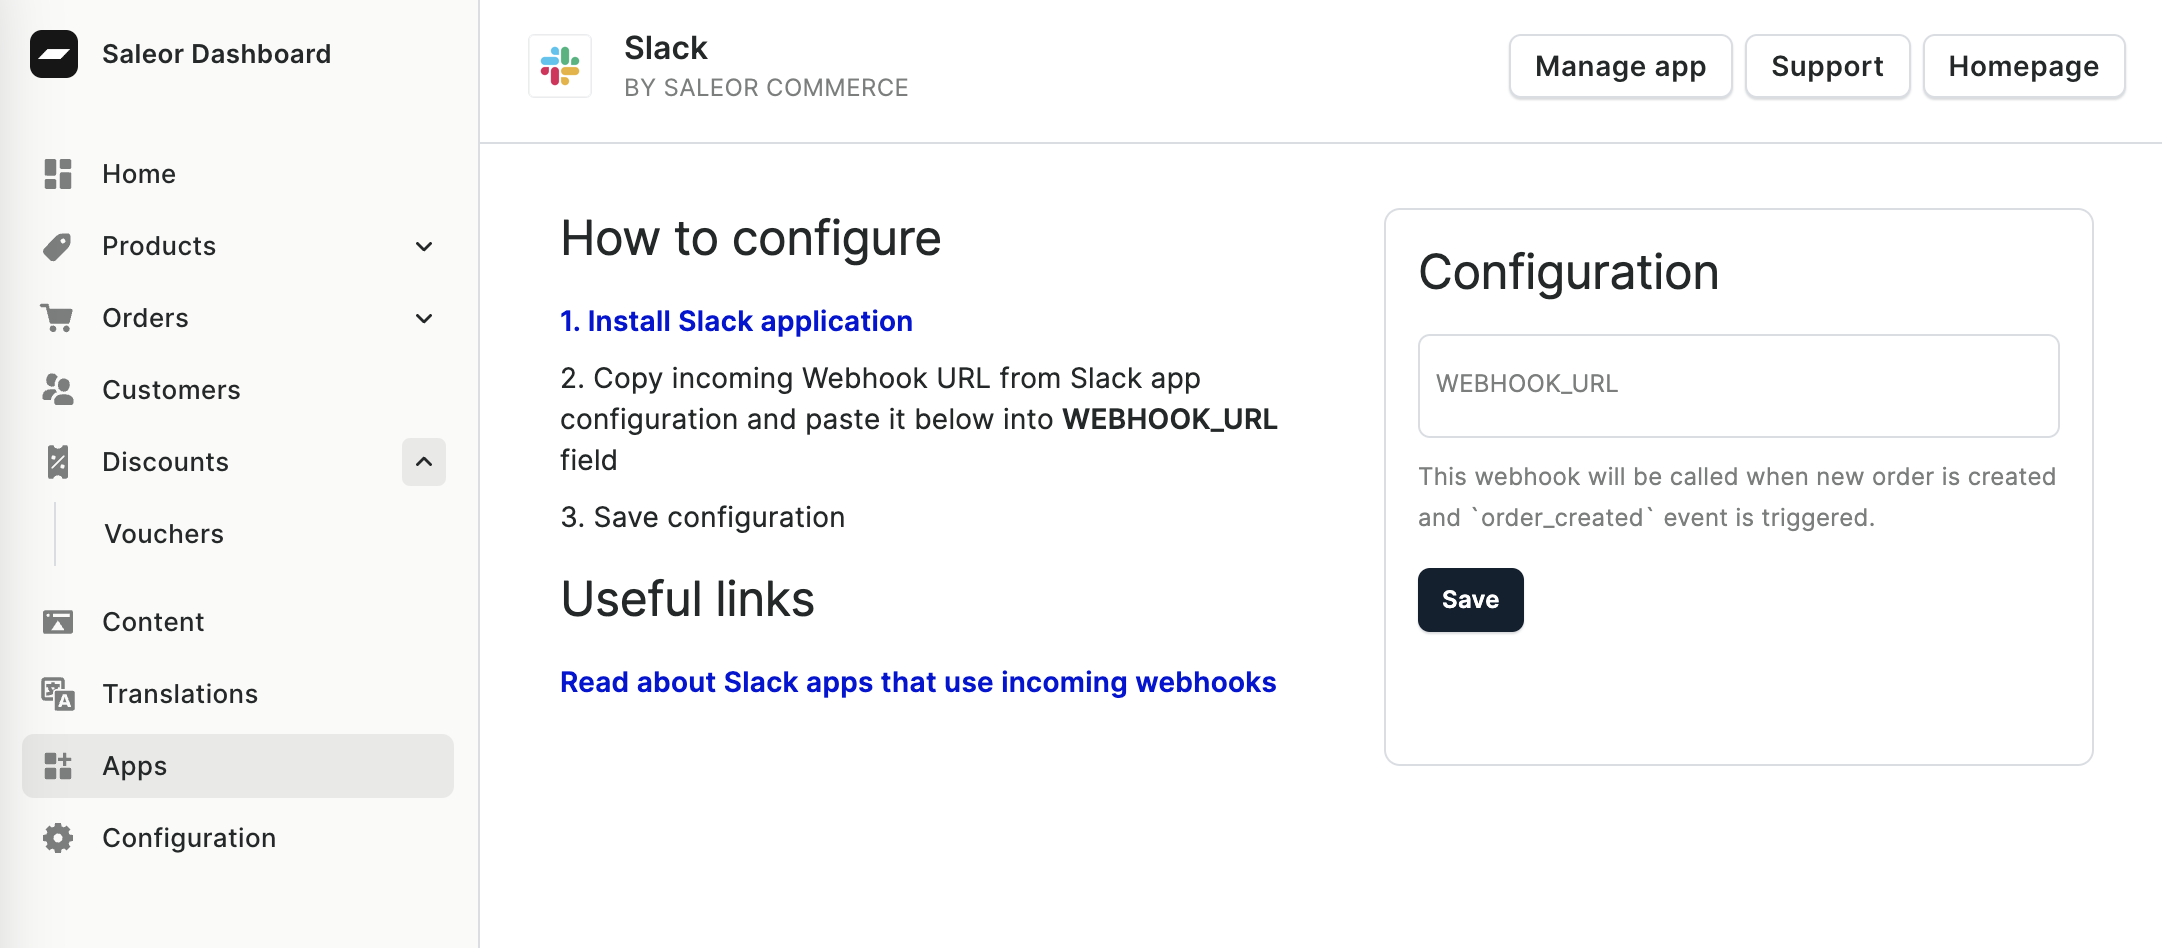 Saleor Dashboard
Home
Products
Orders
Customers
Discounts
Vouchers
Content
Translations
Apps
Configuration
Slack
BY SALEOR COMMERCE
Manage app
Support
Homepage
How to configure
1. Install Slack application
2. Copy incoming Webhook URL from Slack app
configuration and paste it below into WEBHOOK_URL
field
3. Save configuration
Useful links
Read about Slack apps that use incoming webhooks
Configuration
WEBHOOK_URL
This webhook will be called when new order is created
and `order_created` event is triggered.
Save